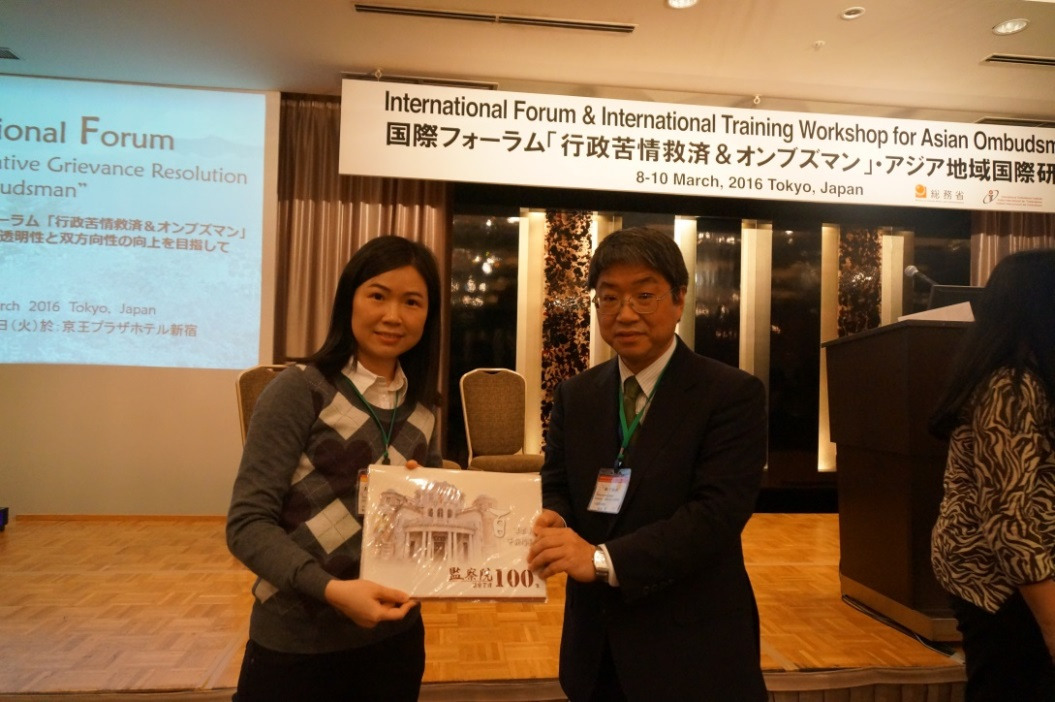 ional Forum
ative Grievance Resolution
budsman"
ーラム「行政苦情救済＆オンブズマン」
透明性と双方向性の向上を目指して
arch 2016 Tokyo, Japan
日(火)於:京王プラザホテル新宿
International Forum & International Training Workshop for Asian Ombudsm
国際フォーラム「行政苦情救済＆オンブズマン」・アジア地域国際研
8-10 March, 2016 Tokyo, Japan
総務省
監察院100